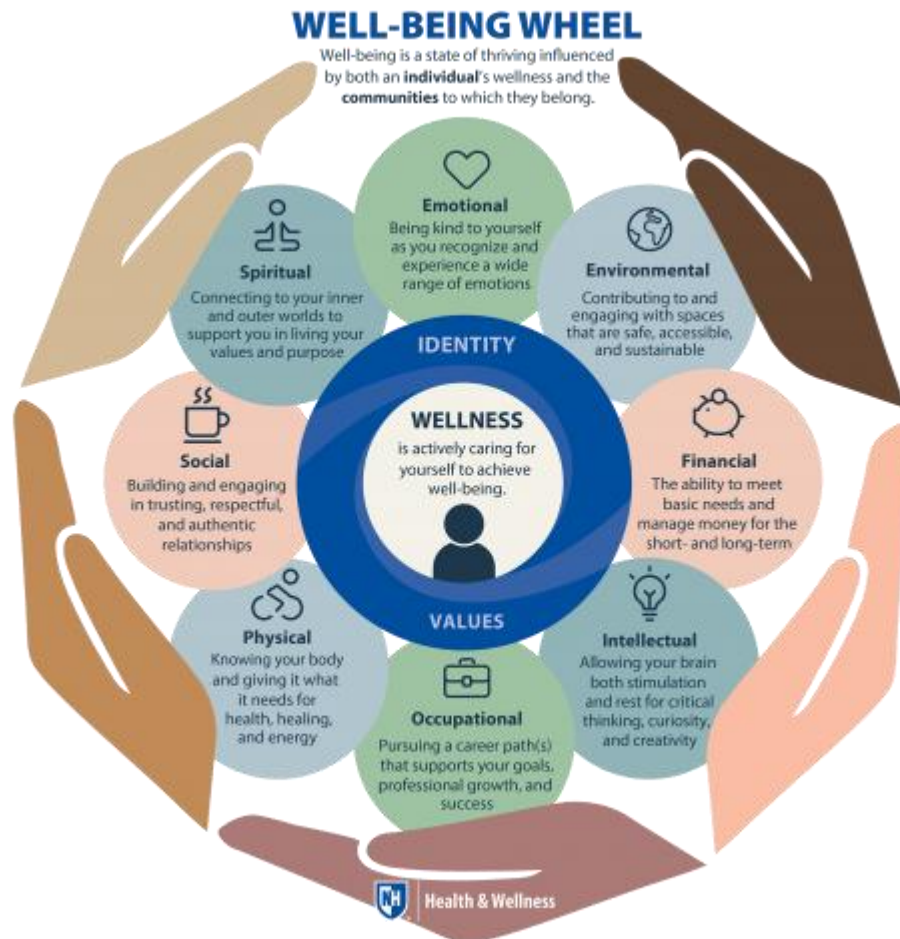 WELL-BEING WHEEL
Well-being is a state of thriving influenced
by both an individual's wellness and the
communities to which they belong.
Emotional
Being kind to yourself
as you recognize and
experience a wide
range of emotions
Environmental
Contributing to and
engaging with spaces
that are safe, accessible,
and sustainable
Financial
The ability to meet
basic needs and
manage money for the
short- and long-term
Intellectual
Allowing your brain
both stimulation
and rest for critical
thinking, curiosity,
and creativity
Occupational
Pursuing a career path(s)
that supports your goals,
professional growth, and
success
Physical
Knowing your body
and giving it what
it needs for
health, healing,
and energy
Social
Building and engaging
in trusting, respectful,
and authentic
relationships
Spiritual
Connecting to your inner
and outer worlds to
support you in living your
values and purpose
IDENTITY
WELLNESS
is actively caring for
yourself to achieve
well-being.
VALUES
NH
Health & Wellness